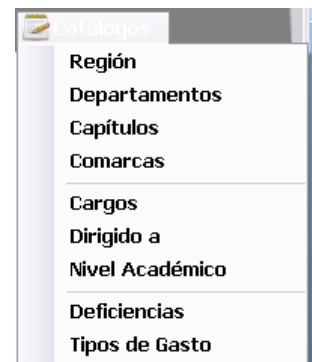 Catálogos
Región
Departamentos
Capítulos
Comarcas
Cargos
Dirigido a
Nivel Académico
Deficiencias
Tipos de Gasto